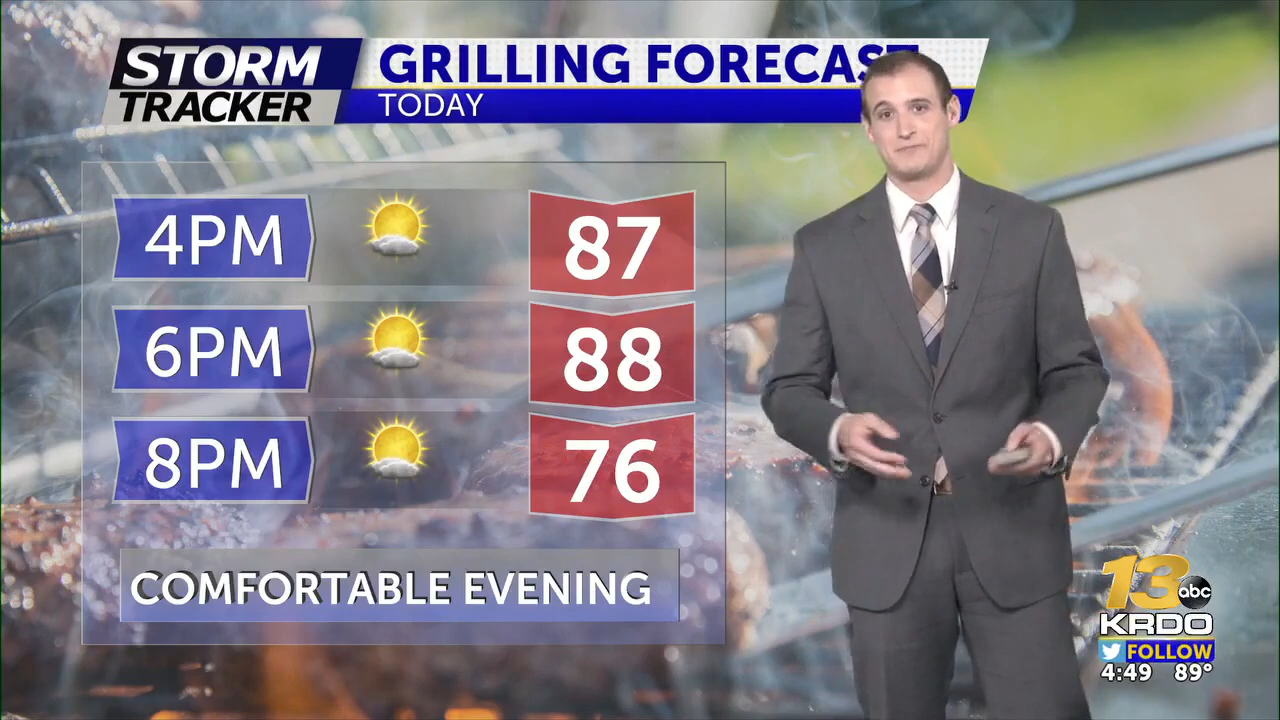 STORM
TRACKER
GRILLING FORECAST
TODAY
4PM
87
6PM
88
8PM
76
COMFORTABLE EVENING
13
abc
KRDO
FOLLOW
4:49 89°